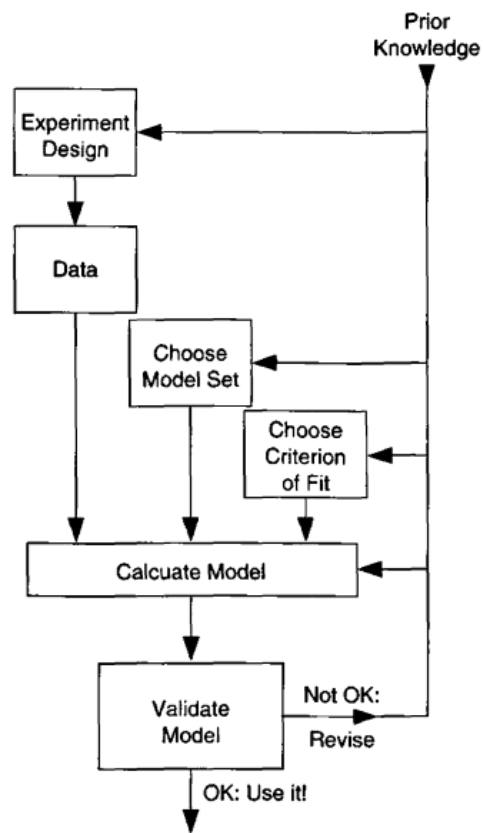 Prior
Knowledge
Experiment
Design
Data
Choose
Model Set
Choose
Criterion
of Fit
Calcuate Model
Validate
Model
Not OK:
Revise
OK: Use it!